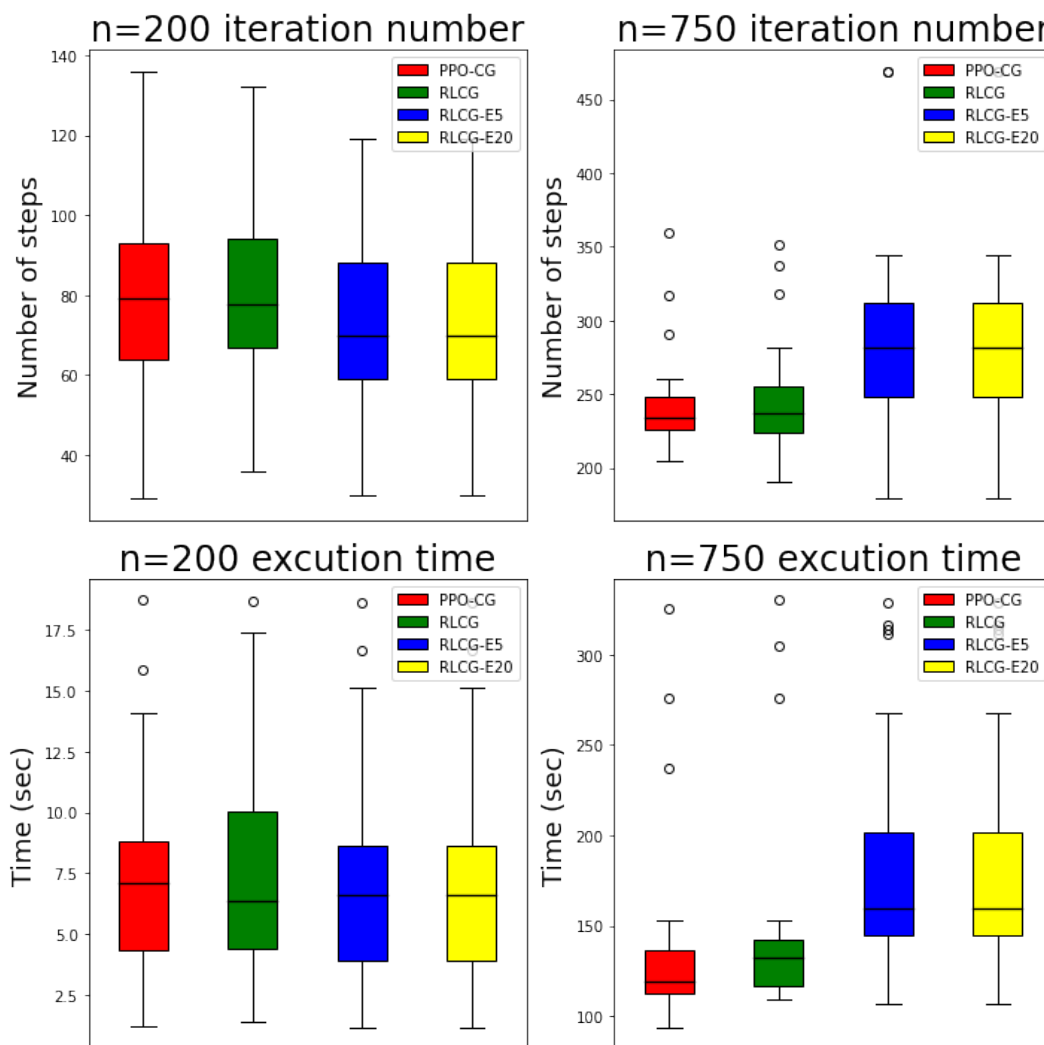 n=200 iteration number
140
120
100
80
60
40
Number of steps
PPO-CG
RLCG
RLCG-E5
RLCG-E20
n=750 iteration number
450
400
350
300
250
200
Number of steps
PPO-CG
RLCG
RLCG-E5
RLCG-E20
n=200 excution time
17.5
15.0
12.5
10.0
7.5
5.0
2.5
Time (sec)
PPO-CG
RLCG
RLCG-E5
RLCG-E20
n=750 excution time
300
250
200
150
100
Time (sec)
PPO-CG
RLCG
RLCG-E5
RLCG-E20